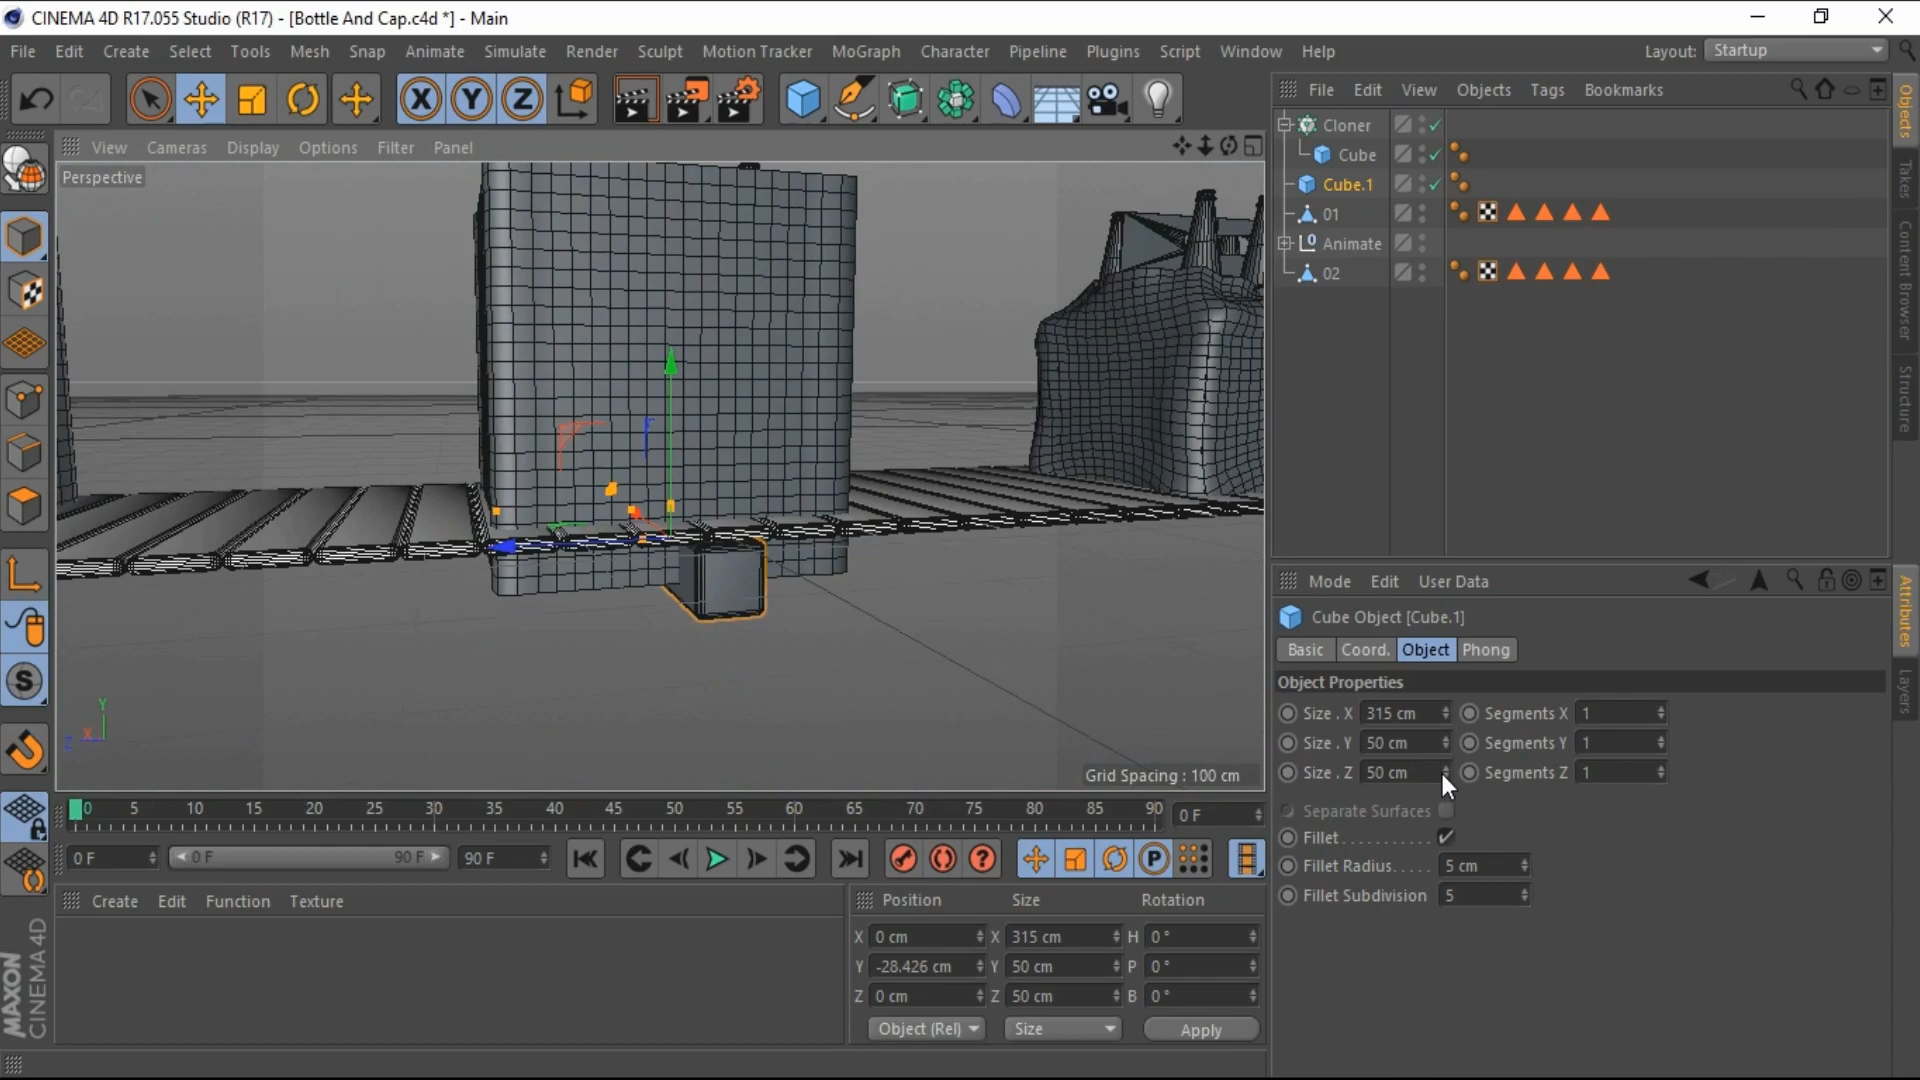 CINEMA 4D R17.055 Studio (R17) - [Bottle And Cap.c4d *] - Main
File Edit Create Select Tools Mesh Snap Animate Simulate Render Sculpt Motion Tracker MoGraph Character Pipeline Plugins Script Window Help Layout: Startup
X Y Z
File Edit View Objects Tags Bookmarks
View Cameras Display Options Filter Panel
Perspective
Cloner
Cube
Cube.1
01
Animate
02
Objects
Takes
Content Browser
Structure
Mode Edit User Data
Cube Object [Cube.1]
Basic Coord. Object Phong
Object Properties
Size . X 315 cm Segments X 1
Size . Y 50 cm Segments Y 1
Size . Z 50 cm Segments Z 1
Separate Surfaces
Fillet
Fillet Radius 5 cm
Fillet Subdivision 5
Attributes
Layers
Y
X
Z
Grid Spacing : 100 cm
0 5 10 15 20 25 30 35 40 45 50 55 60 65 70 75 80 85 90 0 F
0 F 0 F 90 F 90 F
P
S
Create Edit Function Texture
Position Size Rotation
X 0 cm X 315 cm H 0 °
Y -28.426 cm Y 50 cm P 0 °
Z 0 cm Z 50 cm B 0 °
Object (Rel) Size Apply
MAXON
CINEMA 4D